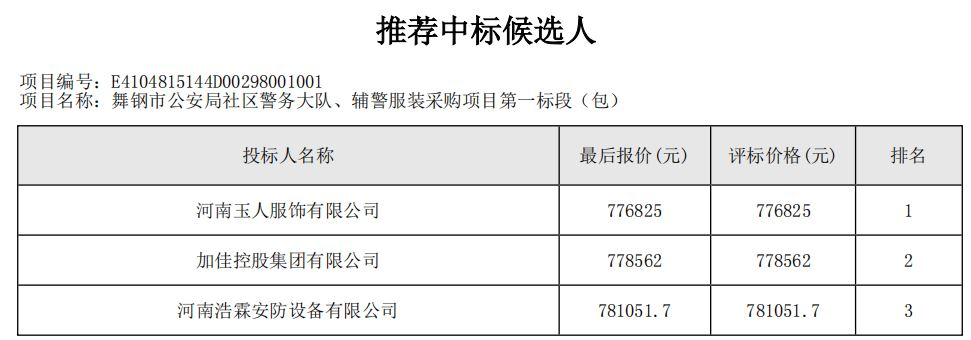 推荐中标候选人
项目编号：E4104815144D00298001001
项目名称：舞钢市公安局社区警务大队、辅警服装采购项目第一标段（包）
投标人名称 最后报价(元) 评标价格(元) 排名
河南玉人服饰有限公司 776825 776825 1
加佳控股集团有限公司 778562 778562 2
河南浩霖安防设备有限公司 781051.7 781051.7 3